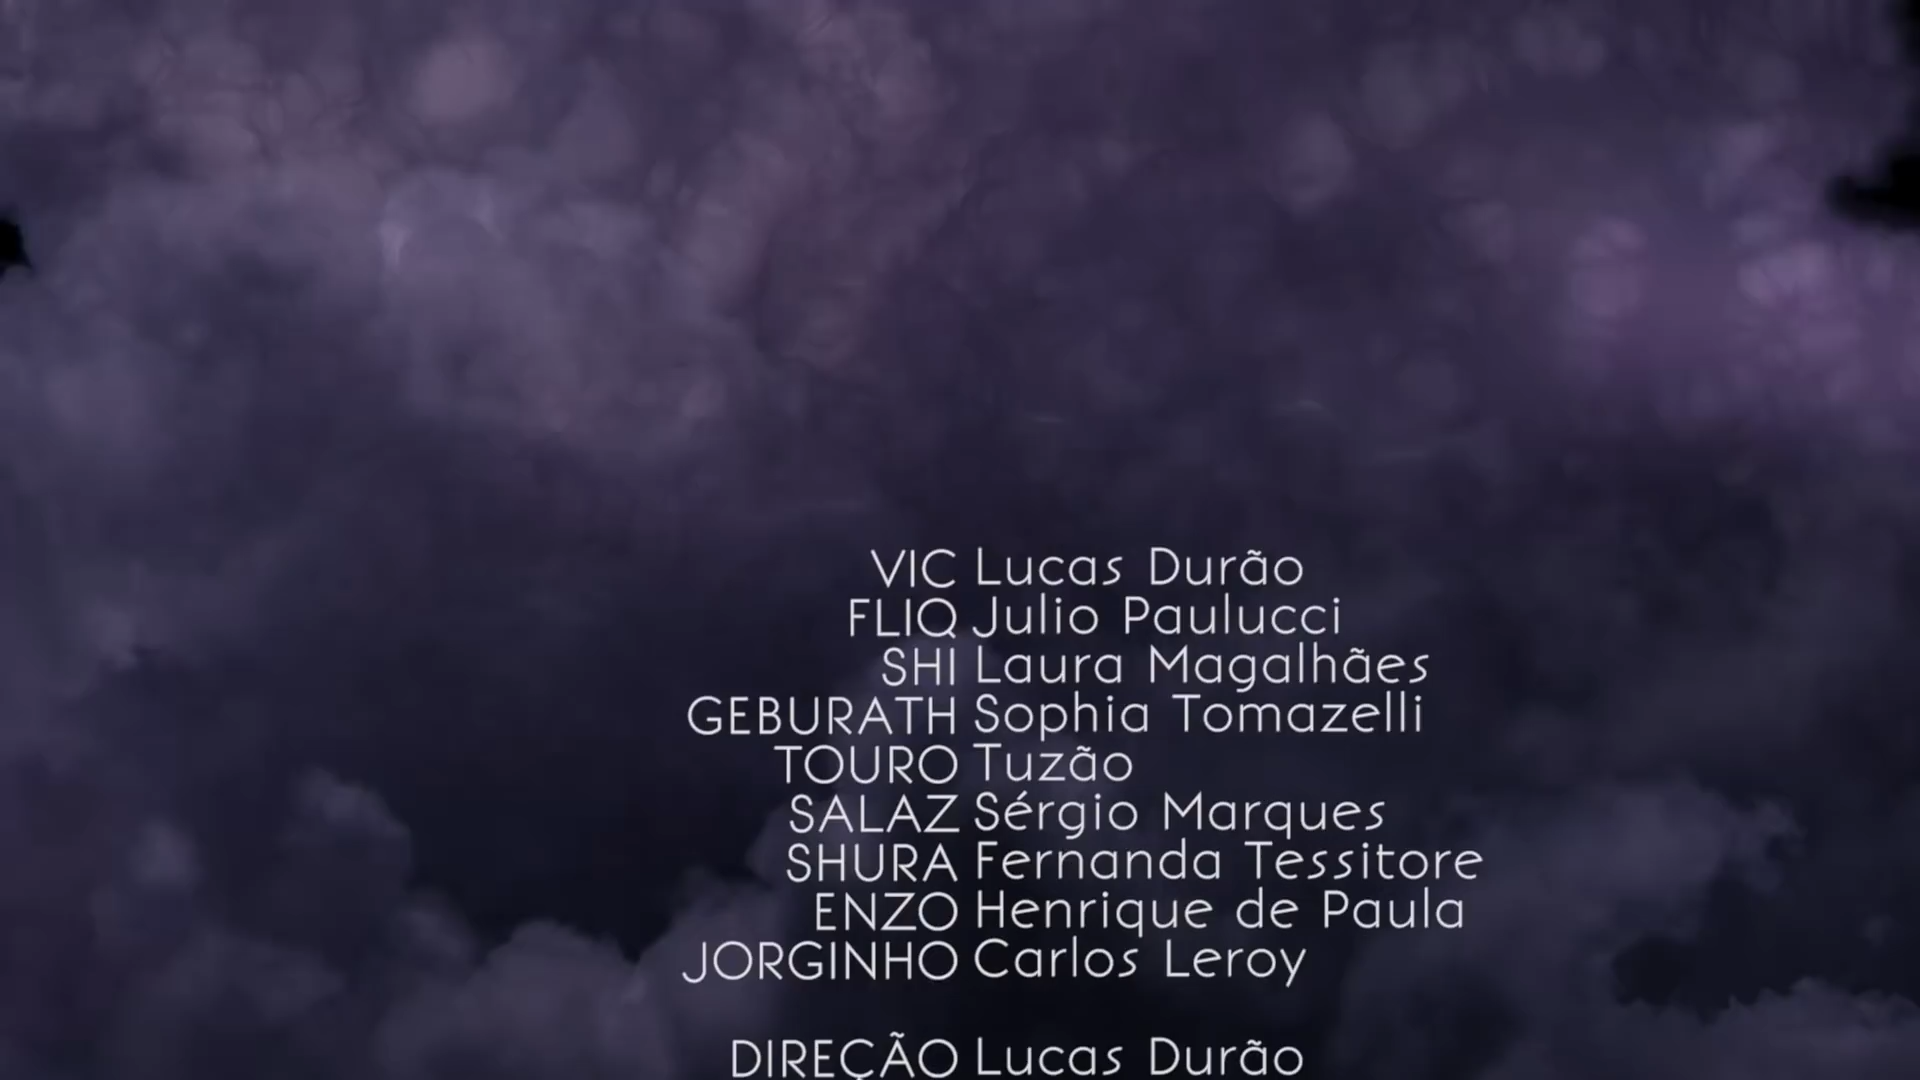 VIC Lucas Durão
FLIQ Julio Paulucci
SHI Laura Magalhães
GEBURATH Sophia Tomazelli
TOURO Tuzão
SALAZ Sérgio Marques
SHURA Fernanda Tessitore
ENZO Henrique de Paula
JORGINHO Carlos Leroy
DIREÇÃO Lucas Durão